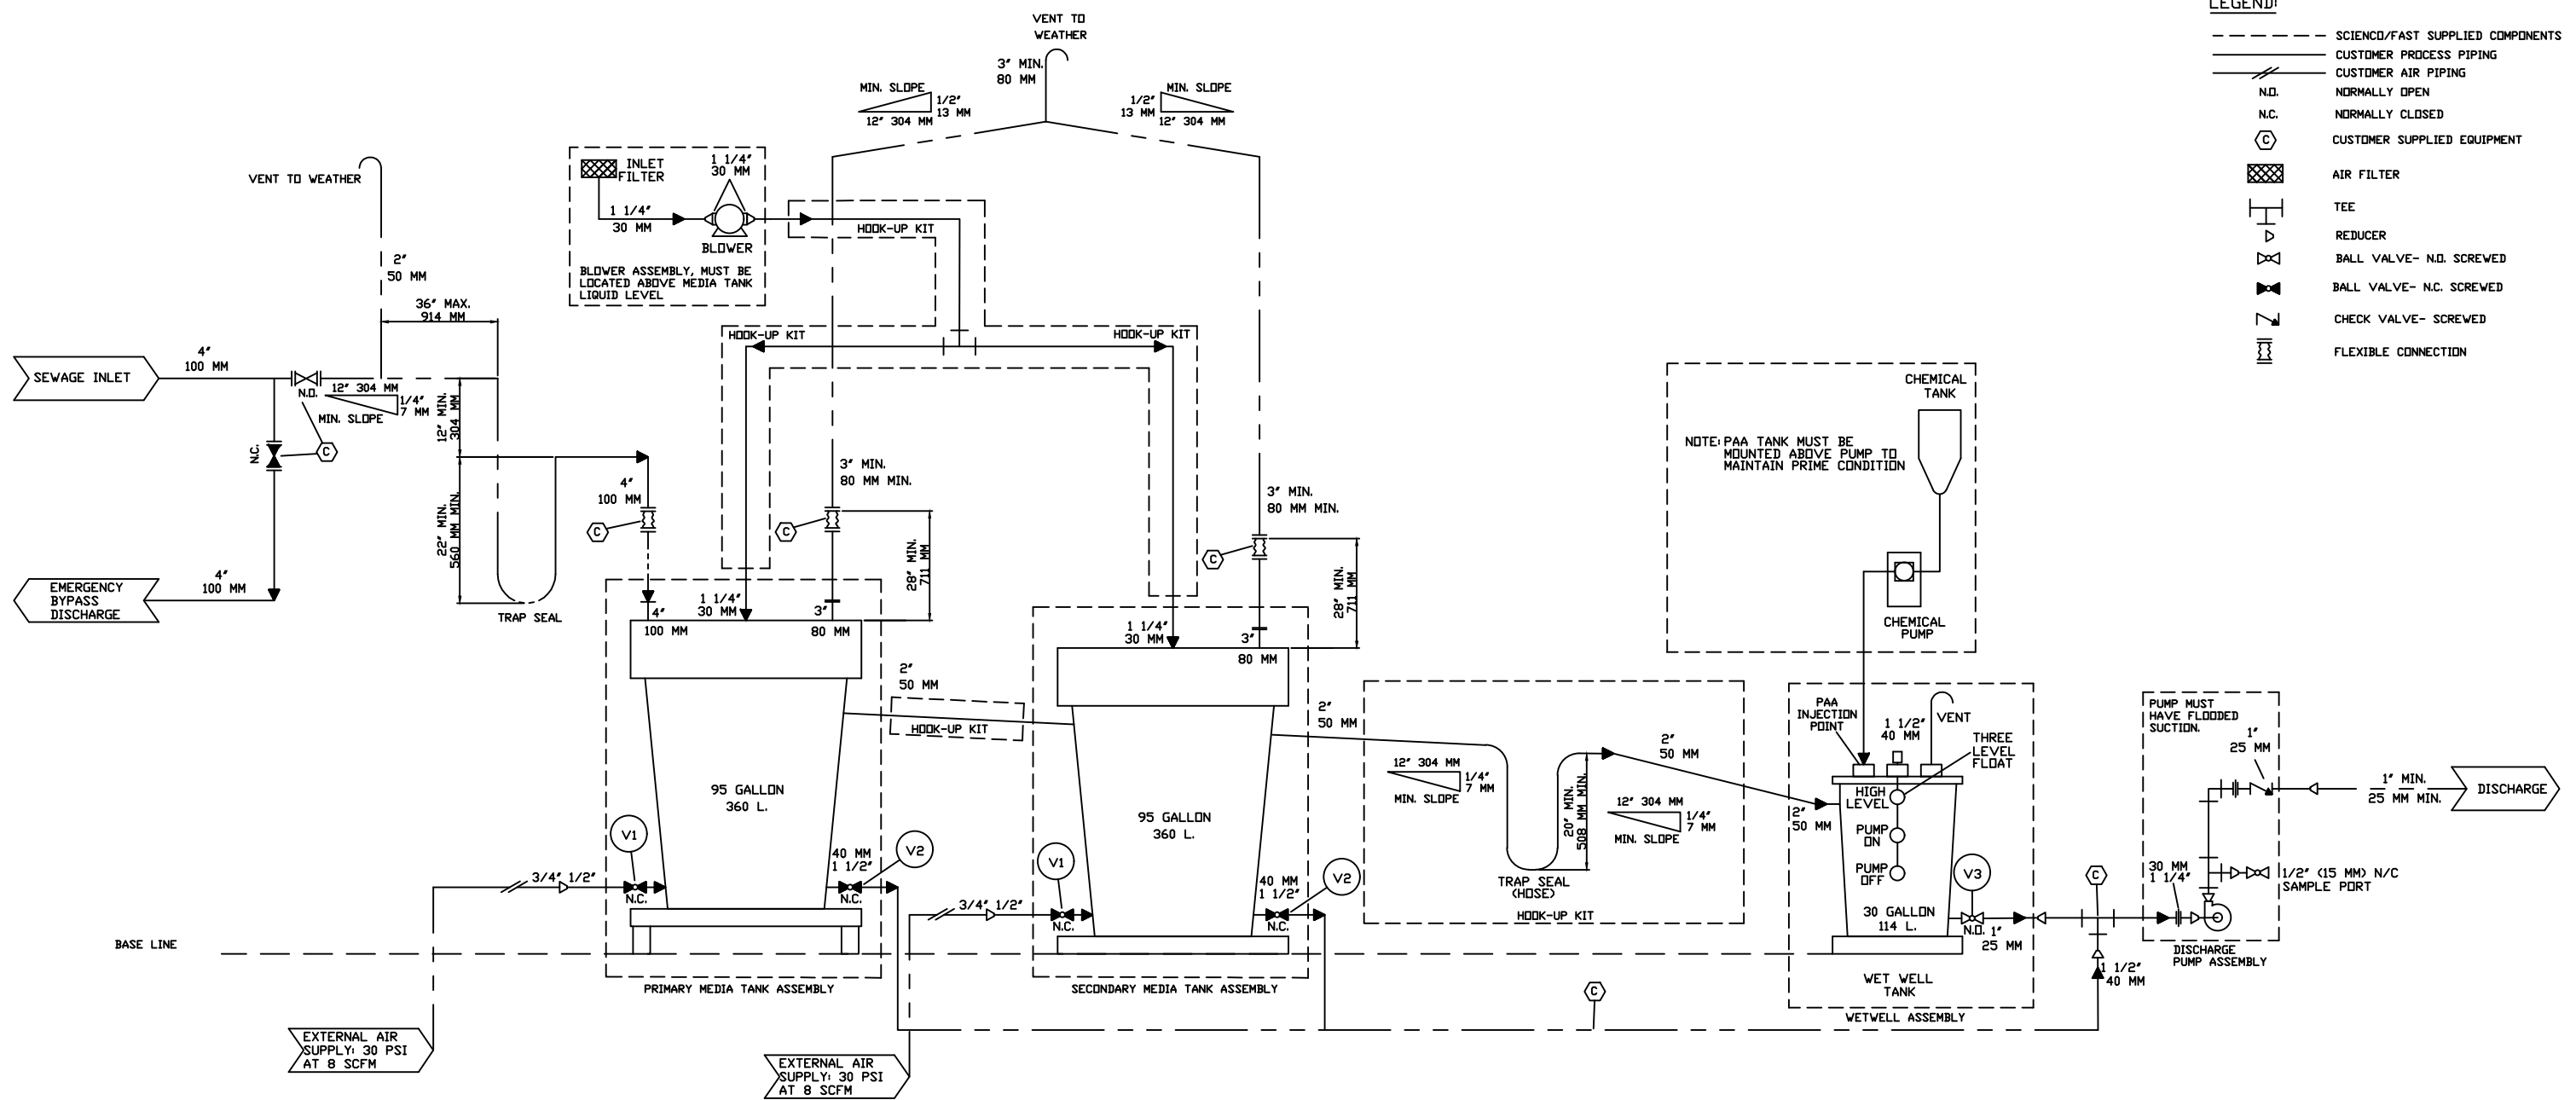 LEGEND:
SCIENCO/FAST SUPPLIED COMPONENTS
CUSTOMER PROCESS PIPING
CUSTOMER AIR PIPING
N.O. NORMALLY OPEN
N.C. NORMALLY CLOSED
C CUSTOMER SUPPLIED EQUIPMENT
AIR FILTER
TEE
REDUCER
BALL VALVE- N.O. SCREWED
BALL VALVE- N.C. SCREWED
CHECK VALVE- SCREWED
FLEXIBLE CONNECTION
VENT TO
WEATHER
3" MIN.
80 MM
MIN. SLOPE
1/2"
13 MM
12" 304 MM
MIN. SLOPE
1/2"
13 MM
12" 304 MM
VENT TO WEATHER
2"
50 MM
36" MAX.
914 MM
SEWAGE INLET
4"
100 MM
N.O.
12" 304 MM
1/4"
7 MM
MIN. SLOPE
C
N.C.
12" MIN.
304 MM
22" MIN.
560 MM MIN.
TRAP SEAL
EMERGENCY
BYPASS
DISCHARGE
4"
100 MM
INLET
FILTER
1 1/4"
30 MM
1 1/4"
30 MM
BLOWER
BLOWER ASSEMBLY, MUST BE
LOCATED ABOVE MEDIA TANK
LIQUID LEVEL
HOOK-UP KIT
HOOK-UP KIT
HOOK-UP KIT
4"
100 MM
C
C
3" MIN.
80 MM MIN.
28" MIN.
711 MM
C
3" MIN.
80 MM MIN.
28" MIN.
711 MM
4"
100 MM
1 1/4"
30 MM
3"
80 MM
95 GALLON
360 L.
V1
N.C.
3/4" 1/2"
40 MM
1 1/2"
V2
N.C.
PRIMARY MEDIA TANK ASSEMBLY
2"
50 MM
HOOK-UP KIT
1 1/4"
30 MM
3"
80 MM
95 GALLON
360 L.
V1
N.C.
3/4" 1/2"
40 MM
1 1/2"
V2
N.C.
SECONDARY MEDIA TANK ASSEMBLY
BASE LINE
EXTERNAL AIR
SUPPLY: 30 PSI
AT 8 SCFM
EXTERNAL AIR
SUPPLY: 30 PSI
AT 8 SCFM
2"
50 MM
12" 304 MM
1/4"
7 MM
MIN. SLOPE
20" MIN.
508 MM MIN.
TRAP SEAL
(HOSE)
12" 304 MM
1/4"
7 MM
MIN. SLOPE
2"
50 MM
HOOK-UP KIT
C
CHEMICAL
TANK
NOTE: PAA TANK MUST BE
MOUNTED ABOVE PUMP TO
MAINTAIN PRIME CONDITION
CHEMICAL
PUMP
PAA
INJECTION
POINT
1 1/2"
40 MM
VENT
THREE
LEVEL
FLOAT
HIGH
LEVEL
PUMP
ON
PUMP
OFF
2"
50 MM
30 GALLON
114 L.
V3
N.O. 1"
25 MM
WET WELL
TANK
WETWELL ASSEMBLY
C
1 1/2"
40 MM
PUMP MUST
HAVE FLOODED
SUCTION.
1"
25 MM
30 MM
1 1/4"
1/2" (15 MM) N/C
SAMPLE PORT
DISCHARGE
PUMP ASSEMBLY
1" MIN.
25 MM MIN.
DISCHARGE